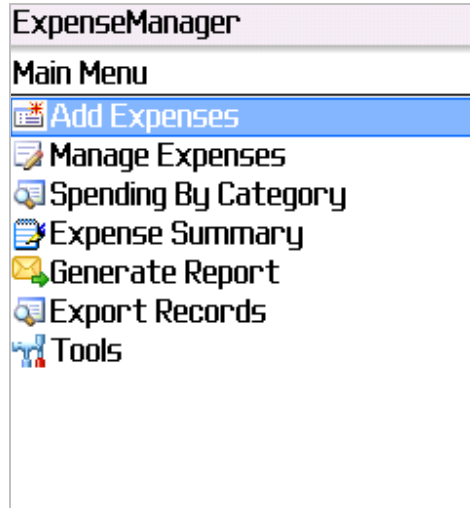 ExpenseManager
Main Menu
Add Expenses
Manage Expenses
Spending By Category
Expense Summary
Generate Report
Export Records
Tools